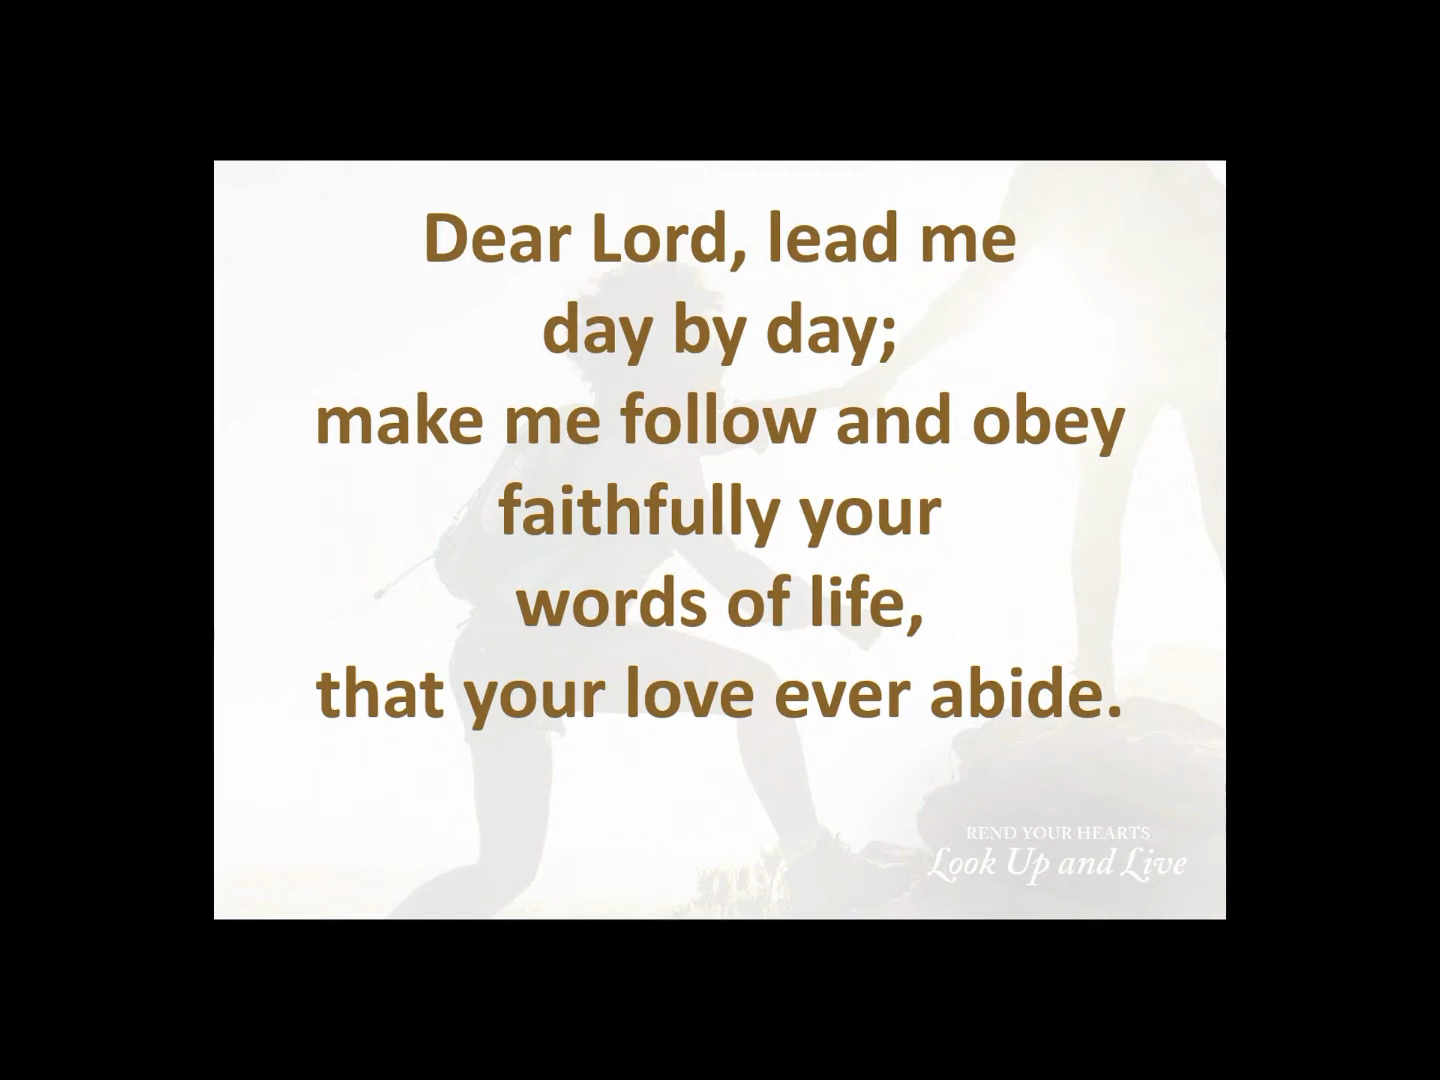 Dear Lord, lead me
day by day;
make me follow and obey
faithfully your
words of life,
that your love ever abide.
REND YOUR HEARTS
Look Up and Live